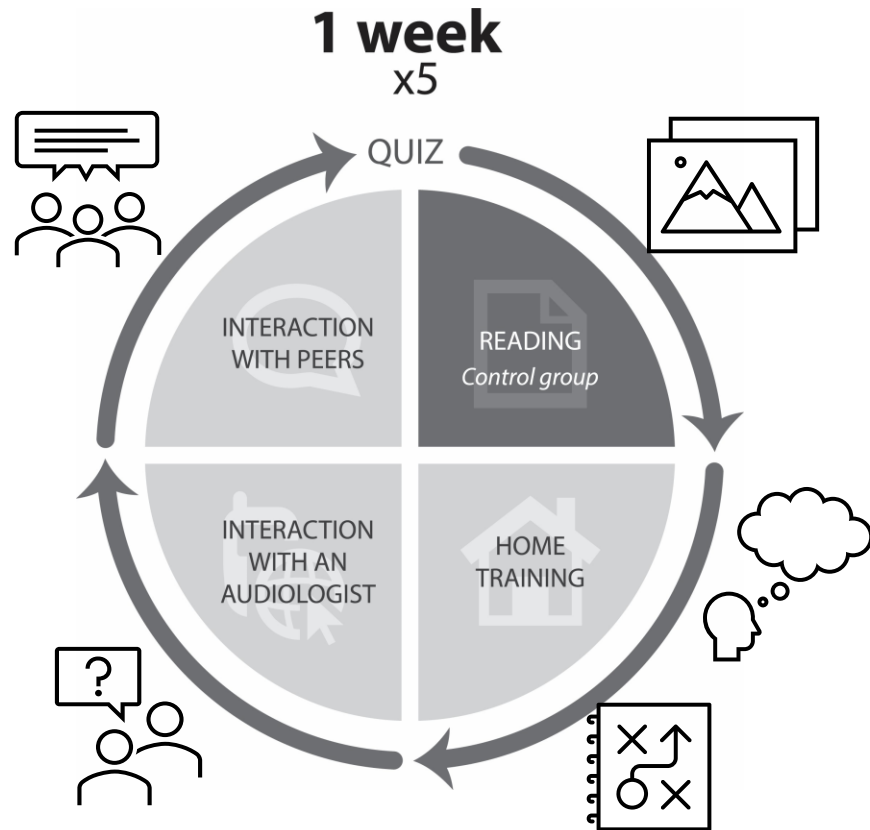 1 week
x5
QUIZ
INTERACTION
WITH PEERS
READING
Control group
INTERACTION
WITH AN
AUDIOLOGIST
HOME
TRAINING
?